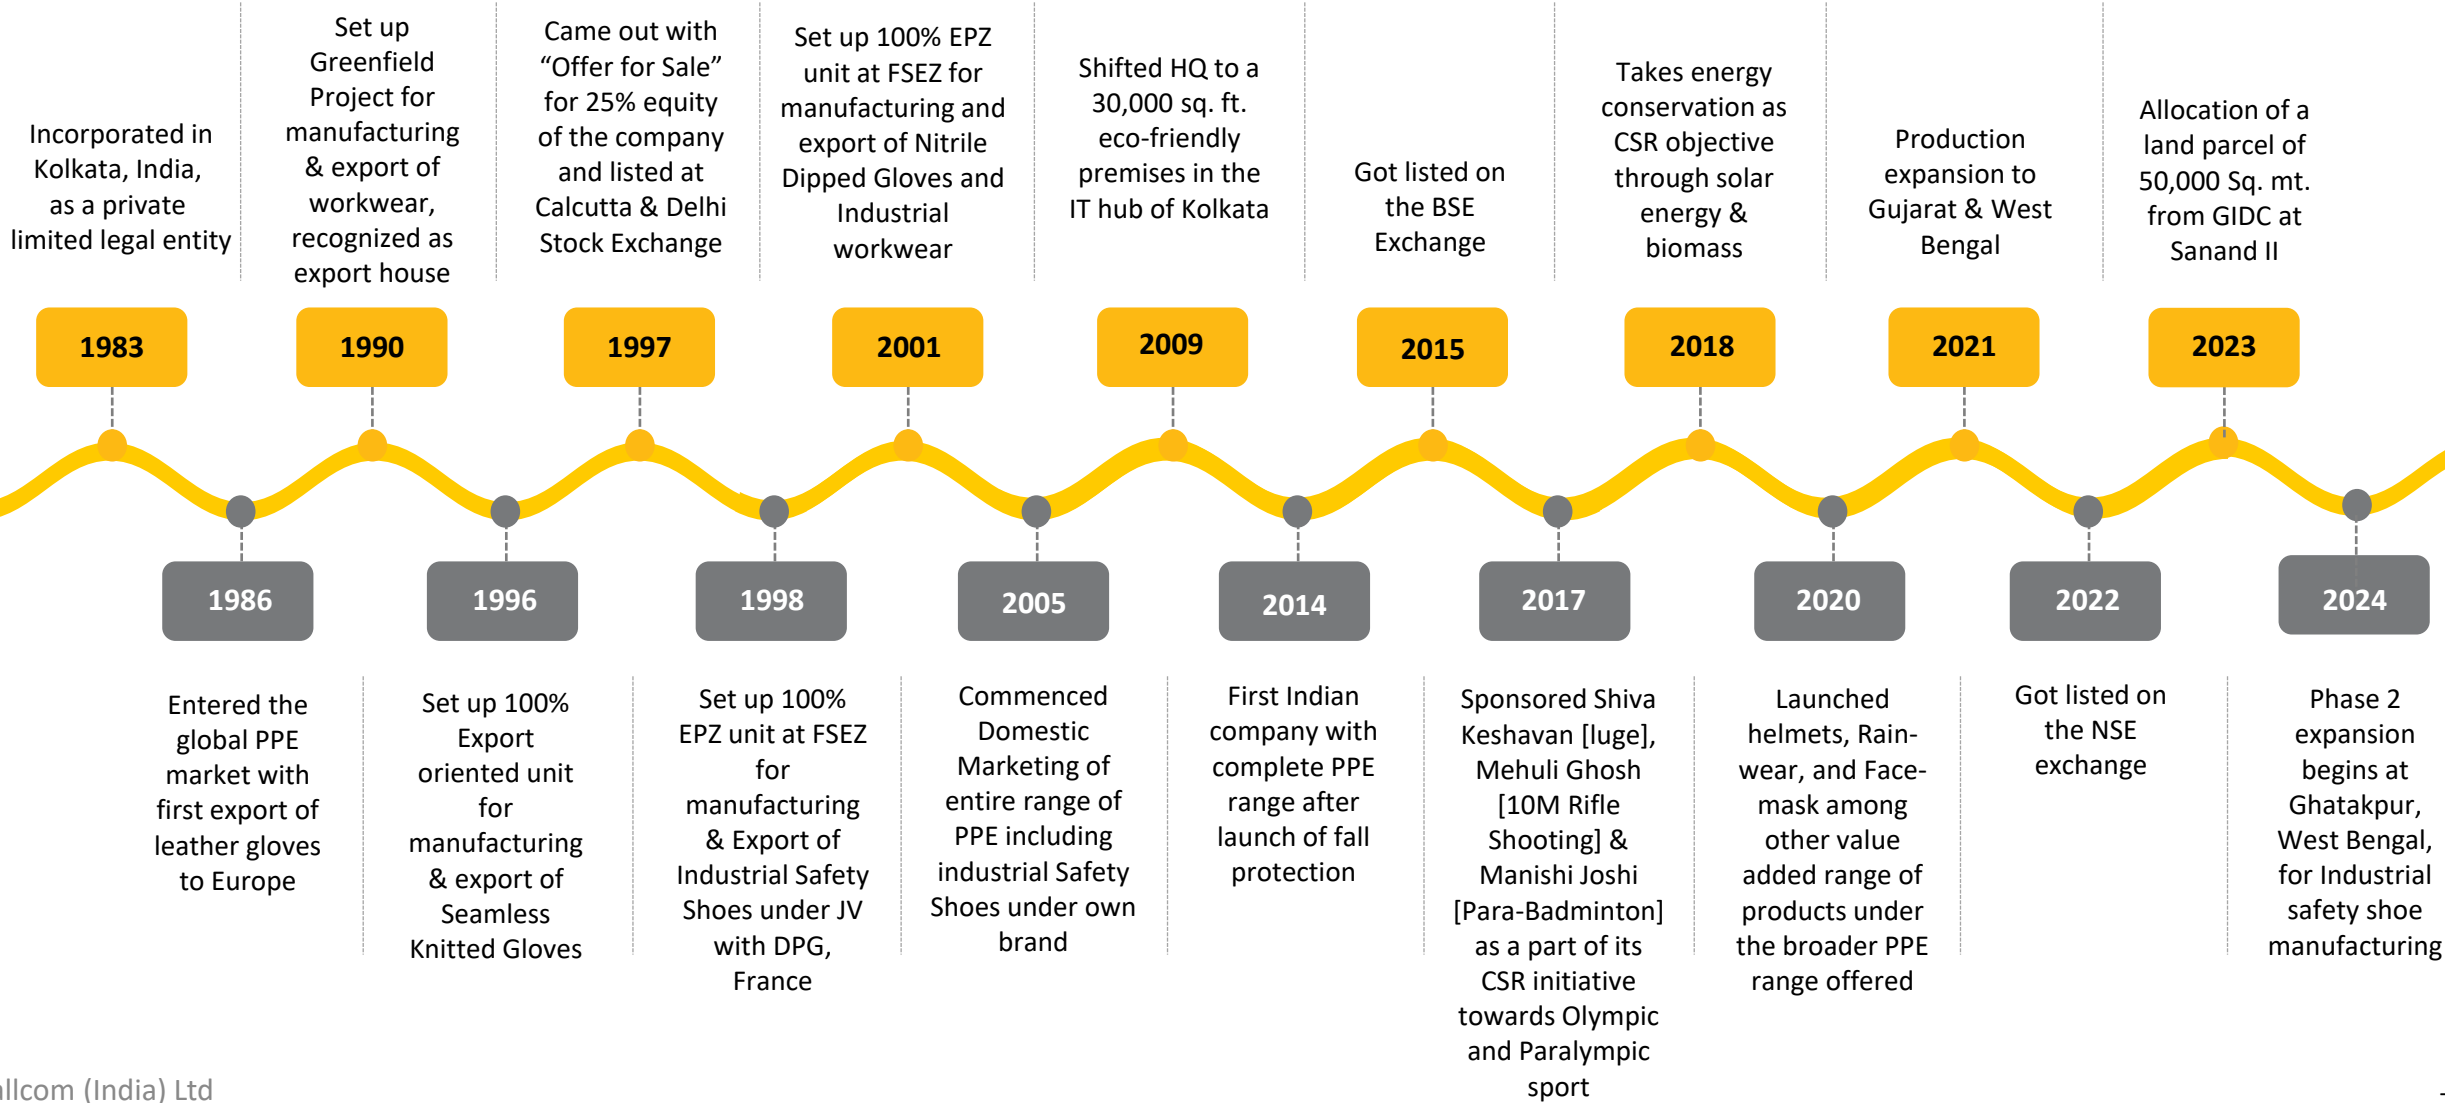 Incorporated in
Kolkata, India,
as a private
limited legal entity
Set up
Greenfield
Project for
manufacturing
& export of
workwear,
recognized as
export house
Came out with
“Offer for Sale”
for 25% equity
of the company
and listed at
Calcutta & Delhi
Stock Exchange
Set up 100% EPZ
unit at FSEZ for
manufacturing and
export of Nitrile
Dipped Gloves and
Industrial
workwear
Shifted HQ to a
30,000 sq. ft.
eco-friendly
premises in the
IT hub of Kolkata
Got listed on
the BSE
Exchange
Takes energy
conservation as
CSR objective
through solar
energy &
biomass
Production
expansion to
Gujarat & West
Bengal
Allocation of a
land parcel of
50,000 Sq. mt.
from GIDC at
Sanand II
1983
1990
1997
2001
2009
2015
2018
2021
2023
1986
1996
1998
2005
2014
2017
2020
2022
2024
Entered the
global PPE
market with
first export of
leather gloves
to Europe
Set up 100%
Export
oriented unit
for
manufacturing
& export of
Seamless
Knitted Gloves
Set up 100%
EPZ unit at FSEZ
for
manufacturing
& Export of
Industrial Safety
Shoes under JV
with DPG,
France
Commenced
Domestic
Marketing of
entire range of
PPE including
industrial Safety
Shoes under own
brand
First Indian
company with
complete PPE
range after
launch of fall
protection
Sponsored Shiva
Keshavan [luge],
Mehuli Ghosh
[10M Rifle
Shooting] &
Manishi Joshi
[Para-Badminton]
as a part of its
CSR initiative
towards Olympic
and Paralympic
sport
Launched
helmets, Rain-
wear, and Face-
mask among
other value
added range of
products under
the broader PPE
range offered
Got listed on
the NSE
exchange
Phase 2
expansion
begins at
Ghatakpur,
West Bengal,
for Industrial
safety shoe
manufacturing
allcom (India) Ltd